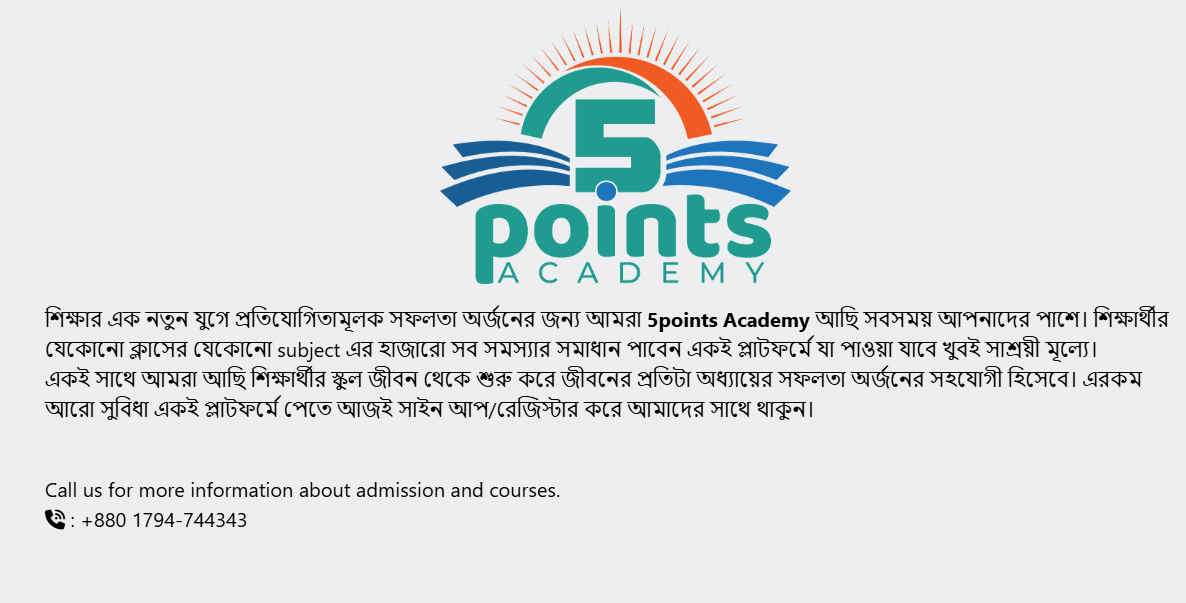 5
points
ACADEMY
শিক্ষার এক নতুন যুগে প্রতিযোগিতামূলক সফলতা অর্জনের জন্য আমরা 5points Academy আছি সবসময় আপনাদের পাশে। শিক্ষার্থীর
যেকোনো ক্লাসের যেকোনো subject এর হাজারো সব সমস্যার সমাধান পাবেন একই প্লাটফর্মে যা পাওয়া যাবে খুবই সাশ্রয়ী মূল্যে।
একই সাথে আমরা আছি শিক্ষার্থীর স্কুল জীবন থেকে শুরু করে জীবনের প্রতিটা অধ্যায়ের সফলতা অর্জনের সহযোগী হিসেবে। এরকম
আরো সুবিধা একই প্লাটফর্মে পেতে আজই সাইন আপ/রেজিস্টার করে আমাদের সাথে থাকুন।
Call us for more information about admission and courses.
: +880 1794-744343